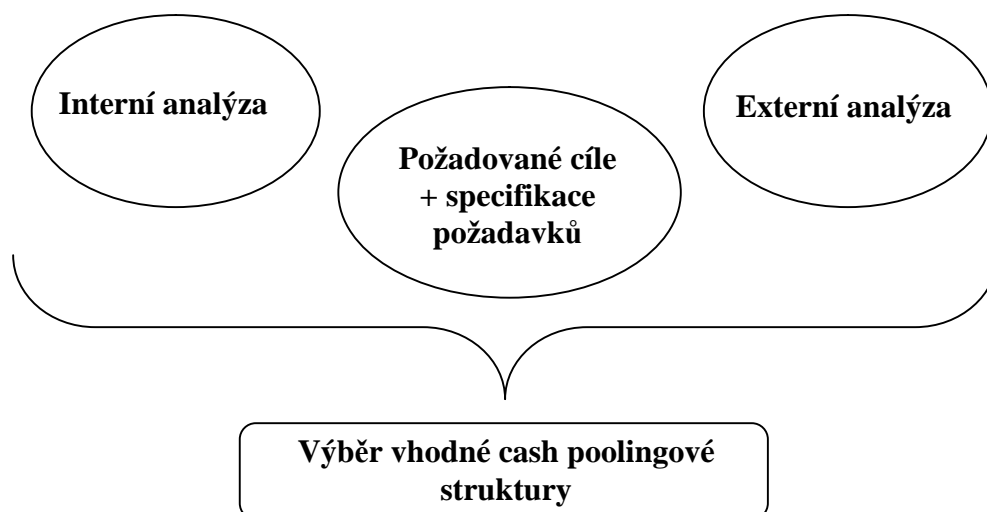 Interní analýza
Požadované cíle
+ specifikace
požadavků
Externí analýza
Výběr vhodné cash poolingové
struktury